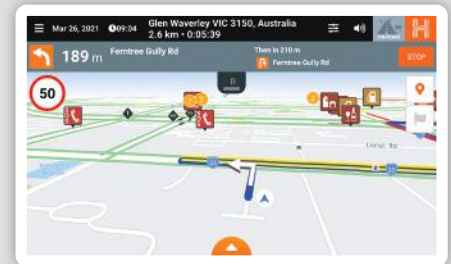 Mar 26, 2021
09:04
Glen Waverley VIC 3150, Australia
2.6 km • 0:05:39
189 m
Ferntree Gully Rd
Then in 210 m
Ferntree Gully Rd
STOP
50